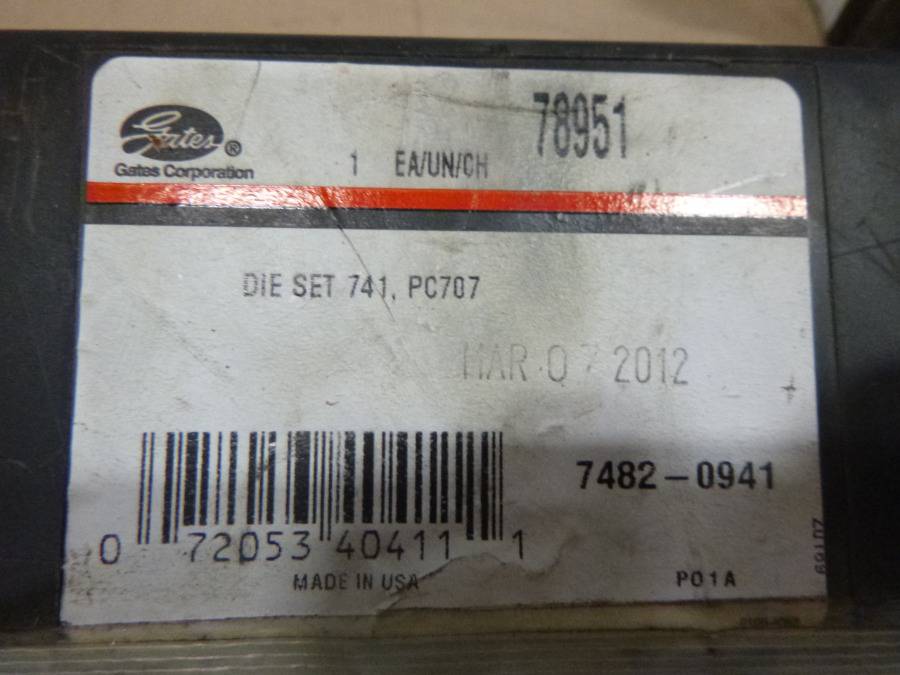 Gates ®
Gates Corporation
78951
1 EA/UN/CH
DIE SET 741, PC707
MAR 07 2012
7482-0941
0 72053 40411 1
MADE IN USA
P01A